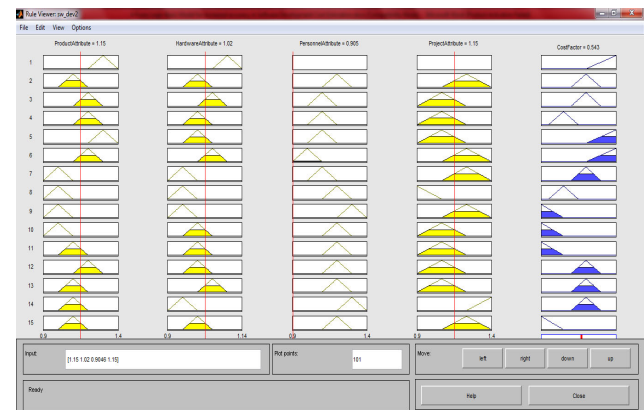 Rule Viewer: sw_dev2
File Edit View Options
ProductAttribute = 1.15 HardwareAttribute = 1.02 PersonnelAttribute = 0.905 ProjectAttribute = 1.15 CostFactor = 0.543
1
2
3
4
5
6
7
8
9
10
11
12
13
14
15
0.9 1.4 0.9 1.14 0.9 1.4 0.9 1.4
Input: [1.15 1.02 0.9046 1.15] Plot points: 101 Move: left right down up
Ready Help Close